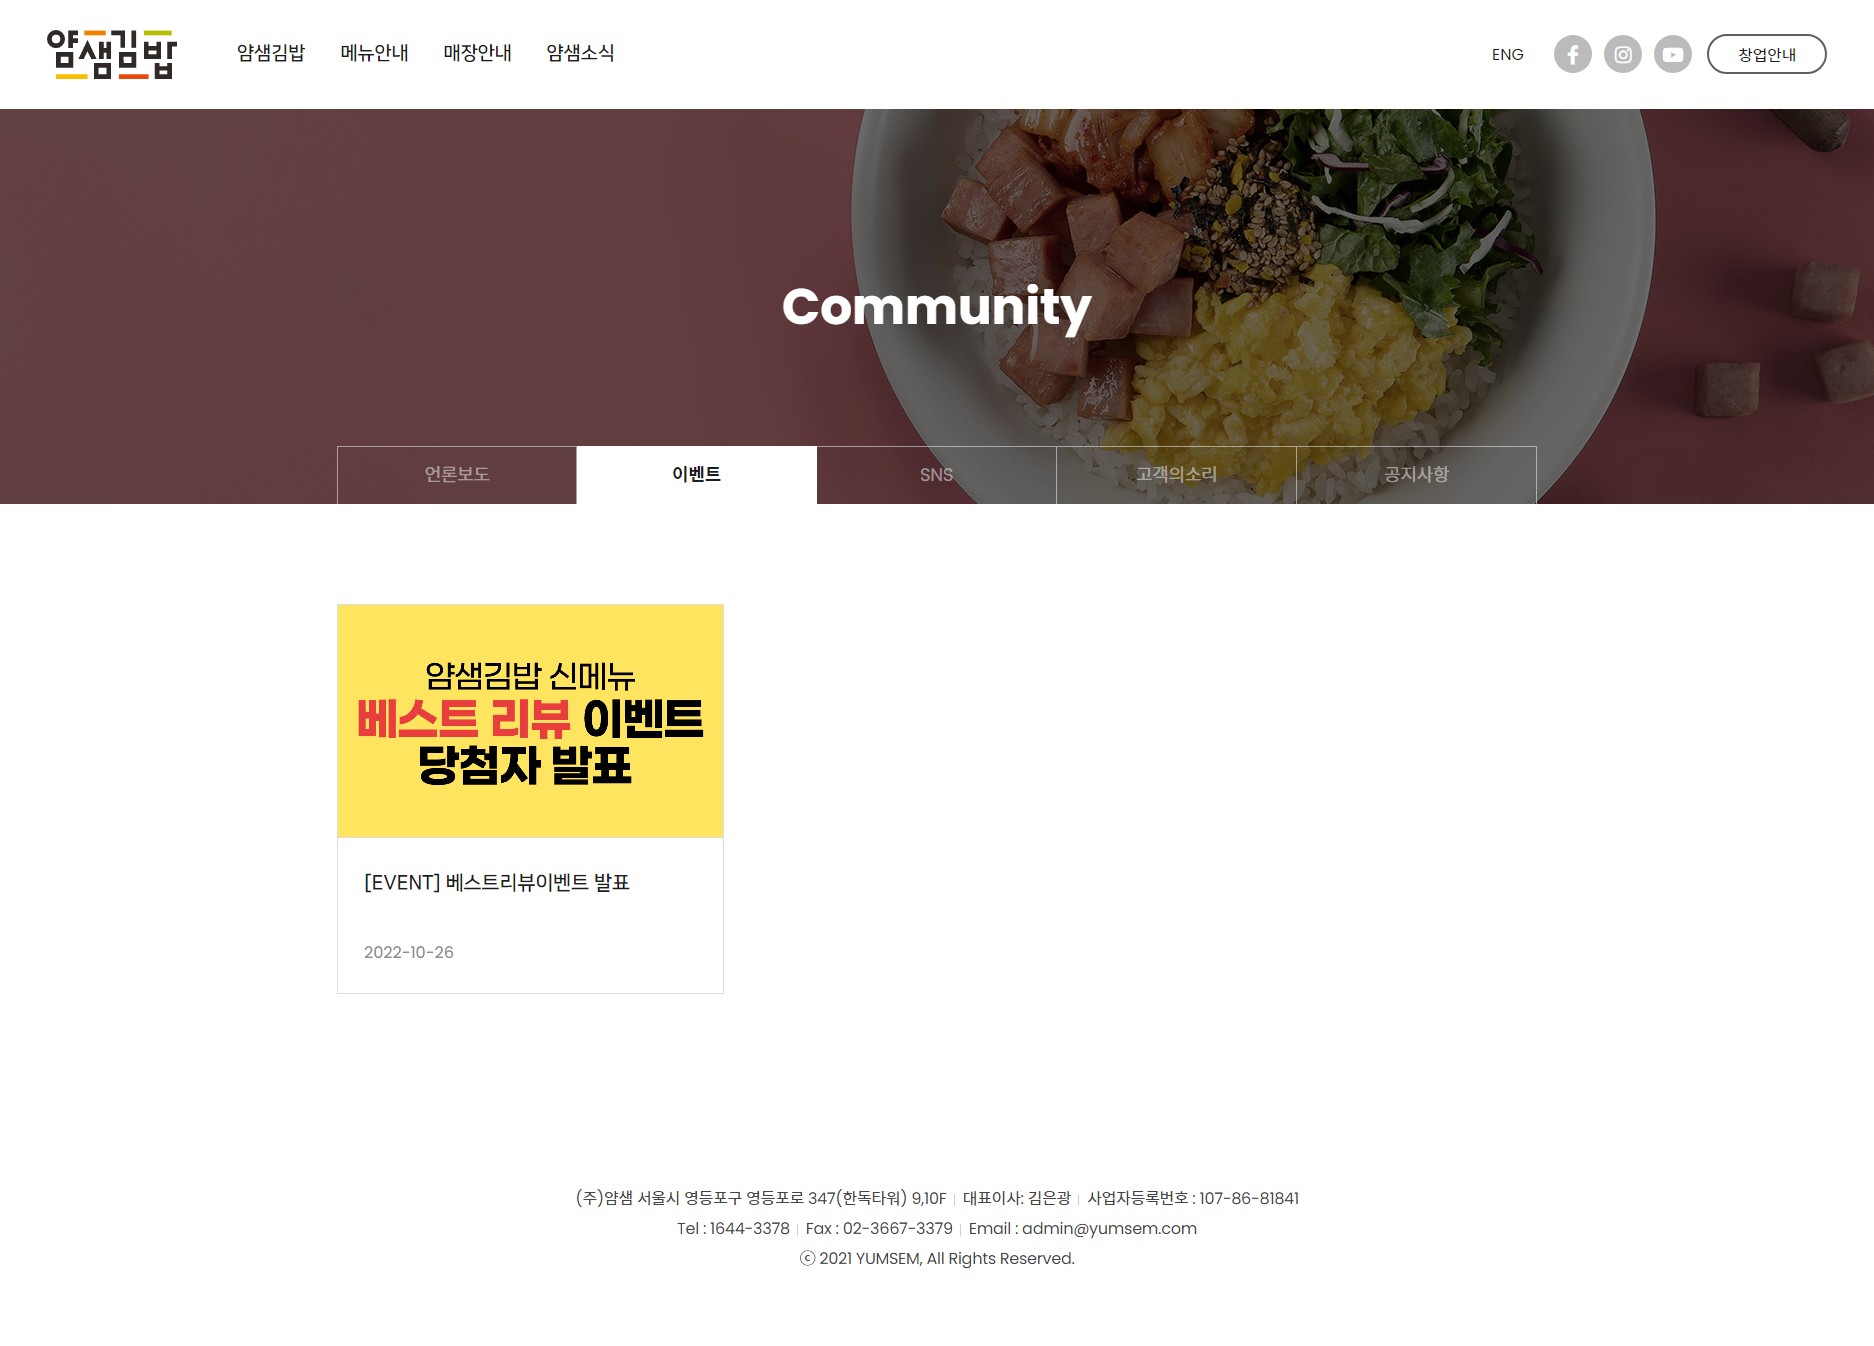 얌샘김밥
얌샘김밥 메뉴안내 매장안내 얌샘소식
ENG
창업안내
Community
언론보도
이벤트
SNS
고객의소리
공지사항
얌샘김밥 신메뉴
베스트 리뷰 이벤트
당첨자 발표
[EVENT] 베스트리뷰이벤트 발표
2022-10-26
(주)얌샘 서울시 영등포구 영등포로 347(한독타워) 9,10F | 대표이사: 김은광 | 사업자등록번호 : 107-86-81841
Tel : 1644-3378 | Fax : 02-3667-3379 | Email : admin@yumsem.com
ⓒ 2021 YUMSEM, All Rights Reserved.